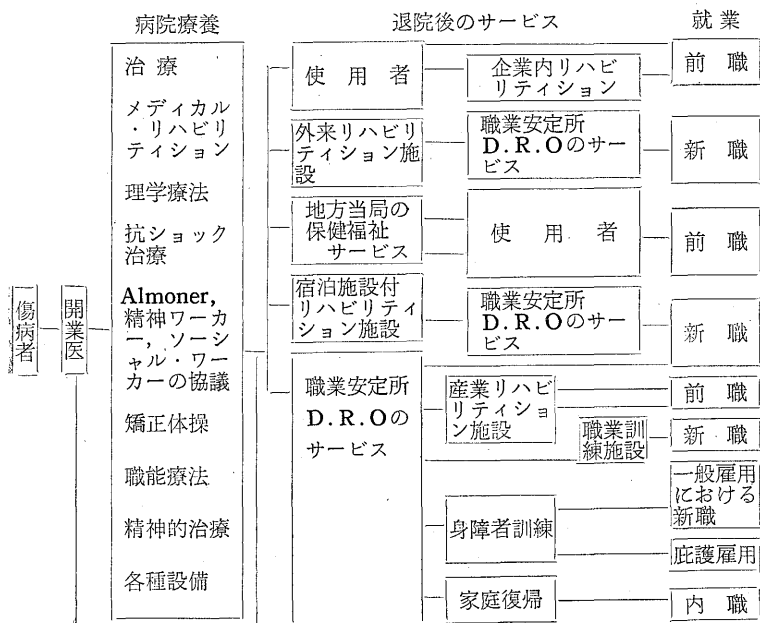 病院療養
退院後のサービス
就業
傷病者
開業医
治療
メディカル
・リハビリ
ティション
理学療法
抗ショック
治療
Almoner,
精神ワーカ
ー，ソーシ
ャル・ワー
カーの協議
矯正体操
職能療法
精神的治療
各種設備
使用者
企業内リハビ
リティション
前職
外来リハビリ
ティション施
設
職業安定所
D.R.Oのサー
ビス
新職
地方当局の
保健福祉
サービス
使用者
前職
宿泊施設付
リハビリティ
ション施設
職業安定所
D.R.Oのサー
ビス
新職
職業安定所
D.R.Oの
サービス
産業リハビ
リティショ
ン施設
前職
職業訓
練施設
新職
身障者訓練
一般雇用
における
新職
庇護雇用
家庭復帰
内職